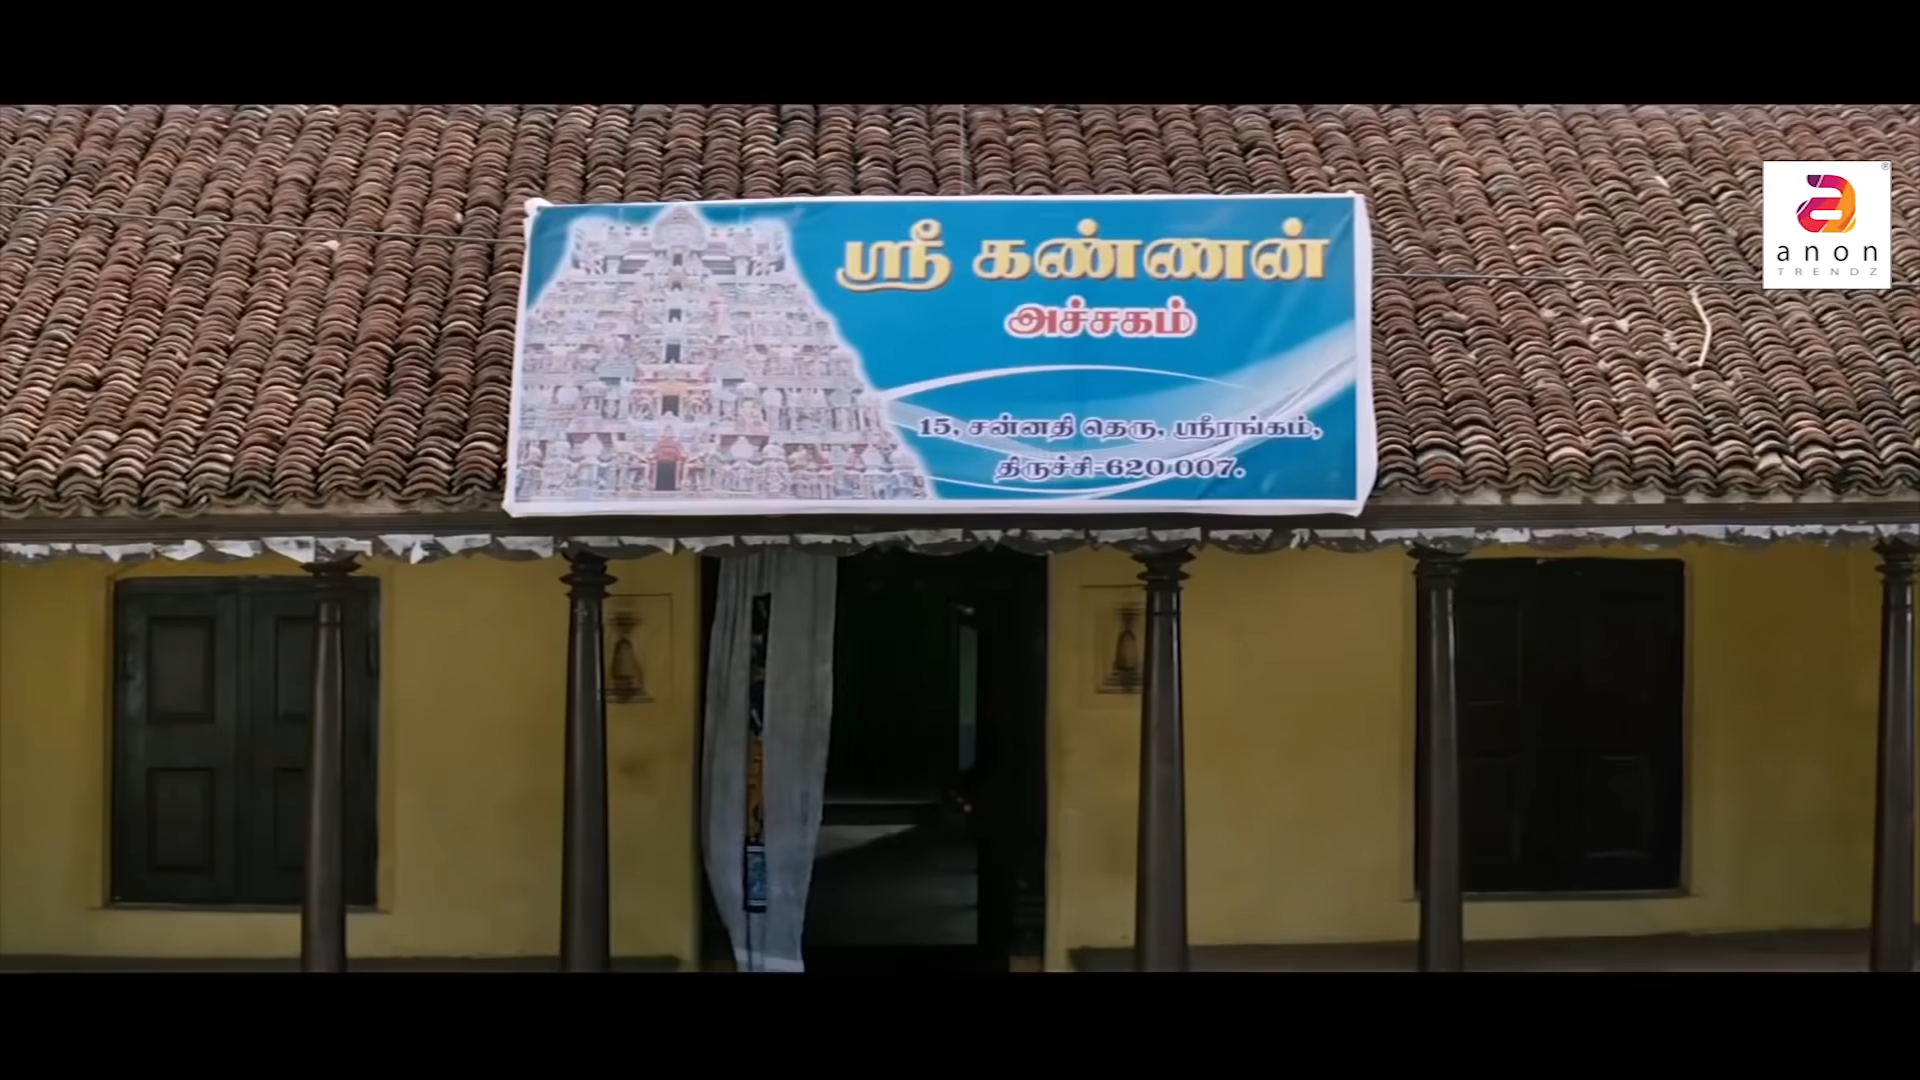 ஸ்ரீ கண்ணன்
அச்சகம்
15, சன்னதி தெரு, ஸ்ரீரங்கம்,
திருச்சி-620 007.
anon
TRENDZ